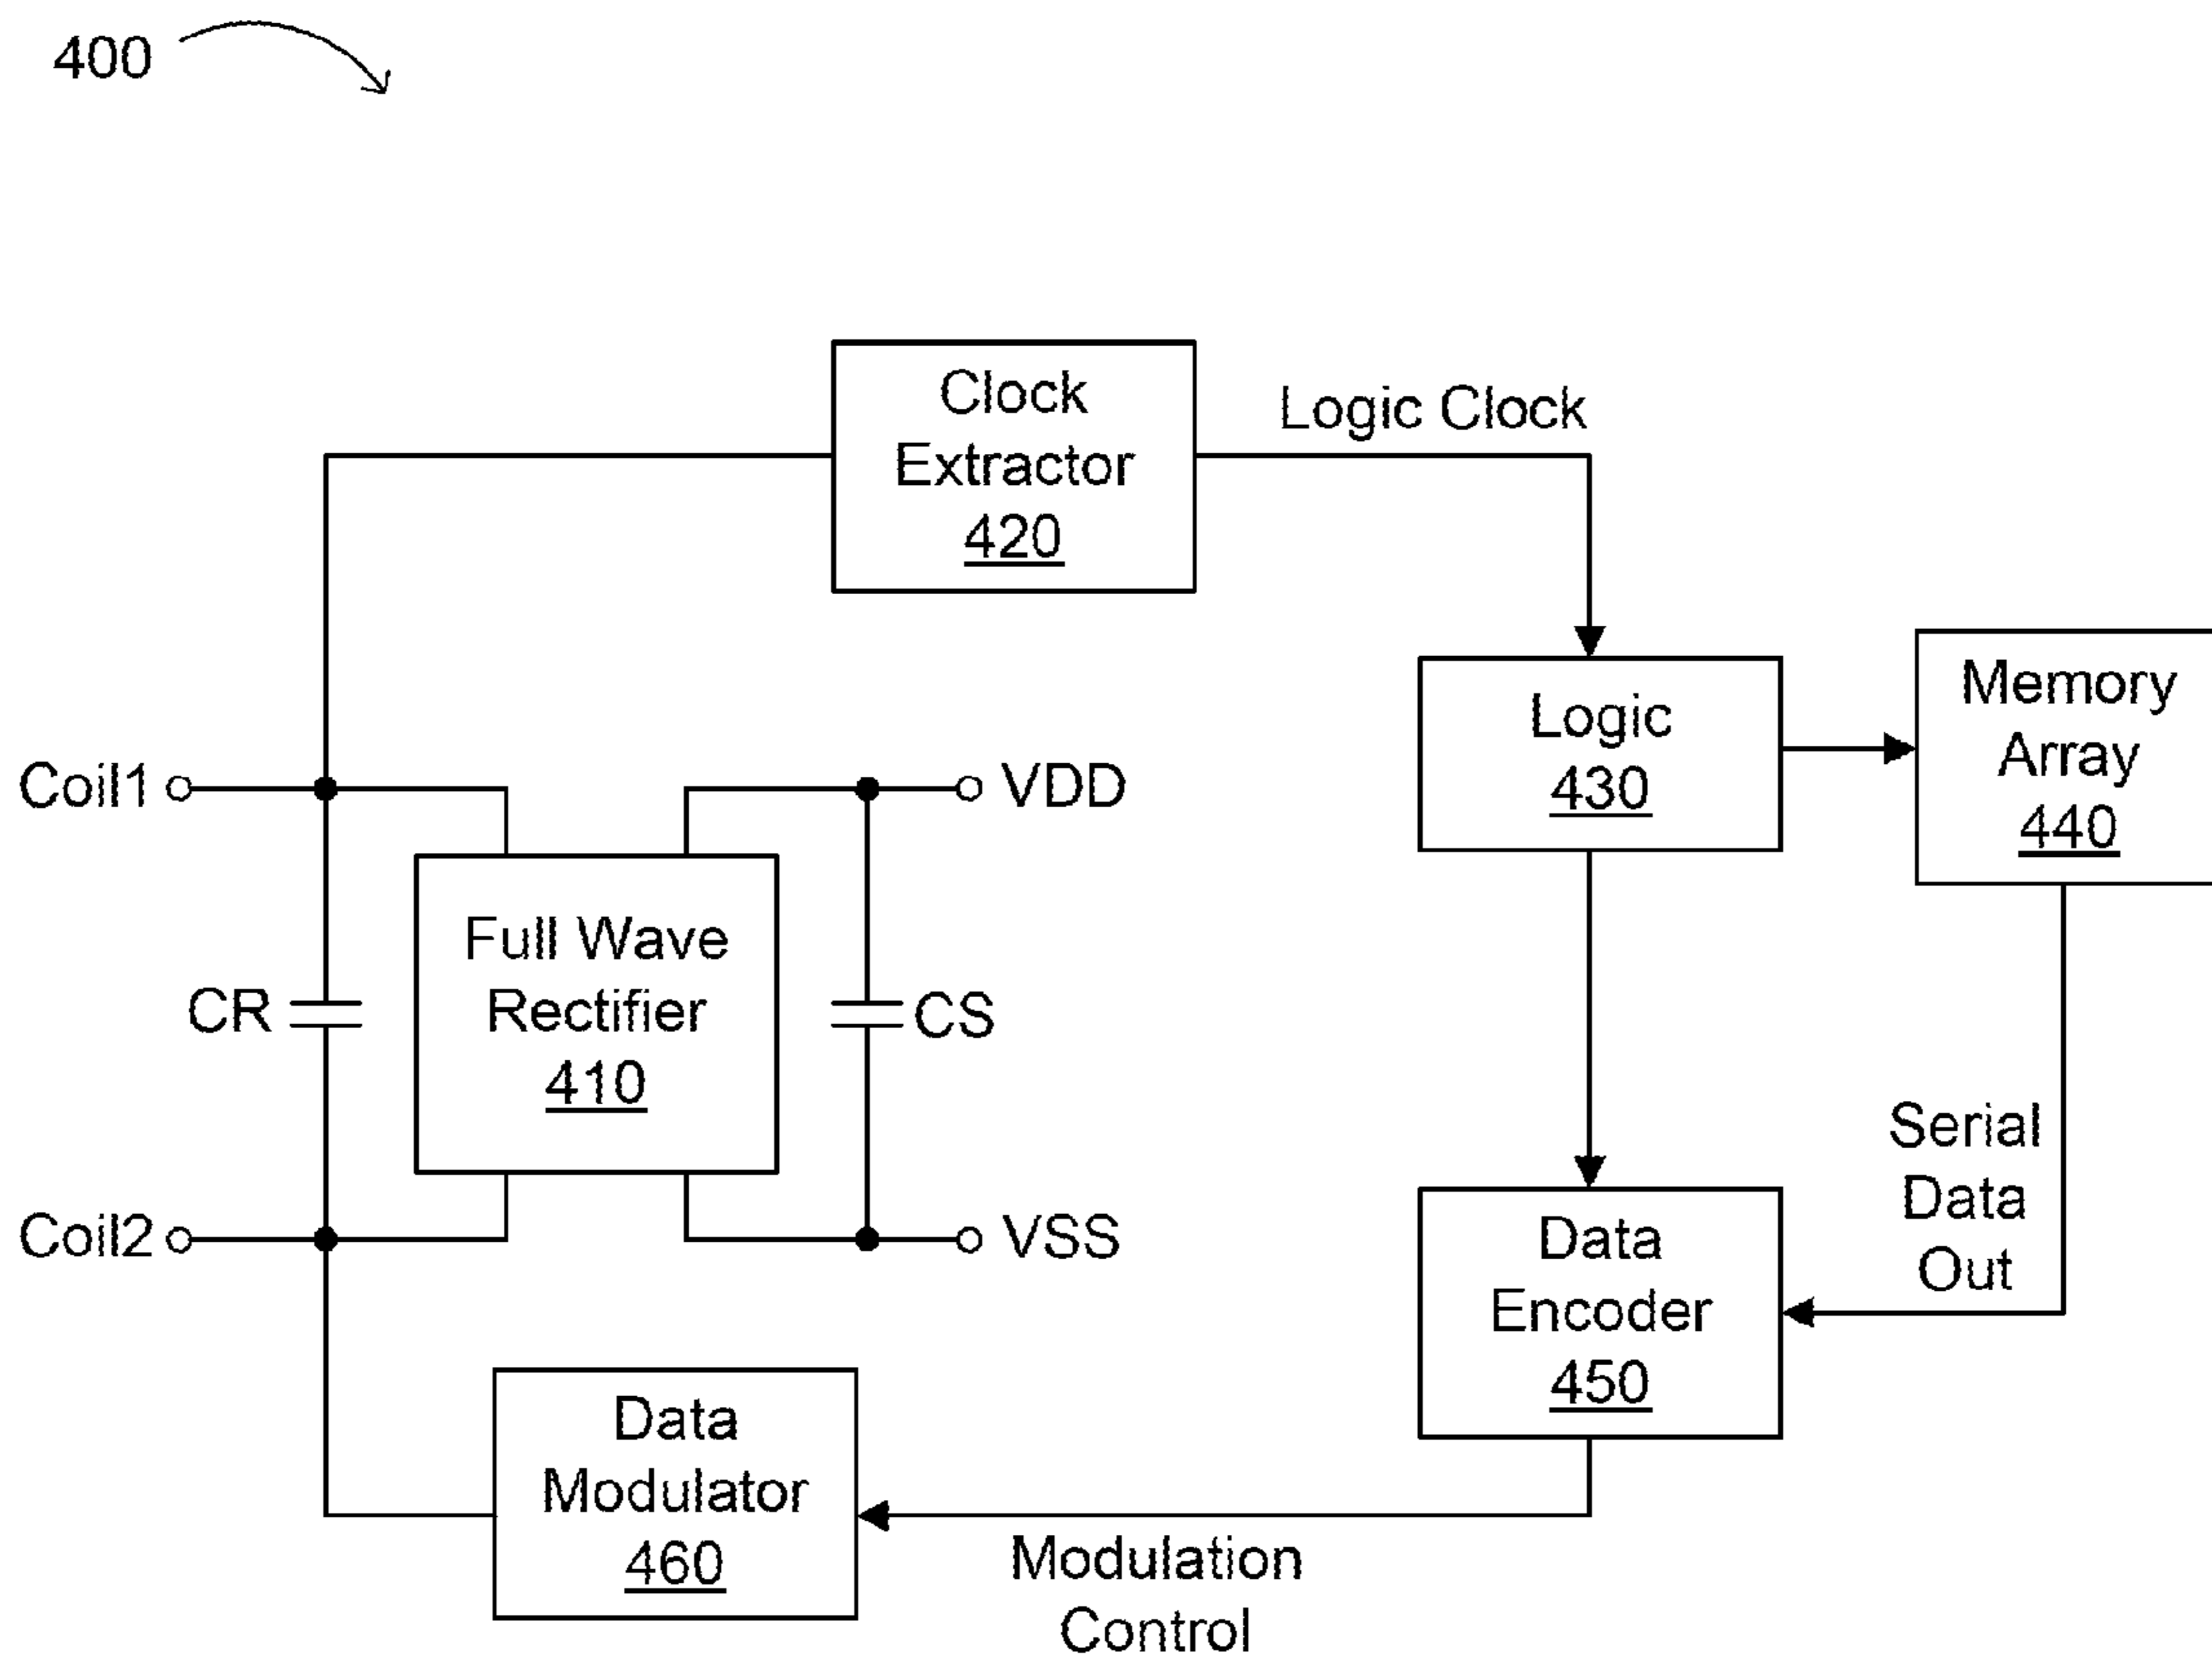 400
Clock
Extractor
420
Logic Clock
Logic
430
Memory
Array
440
Coil1
VDD
Full Wave
Rectifier
410
CR
CS
Coil2
VSS
Serial
Data
Out
Data
Encoder
450
Data
Modulator
460
Modulation
Control